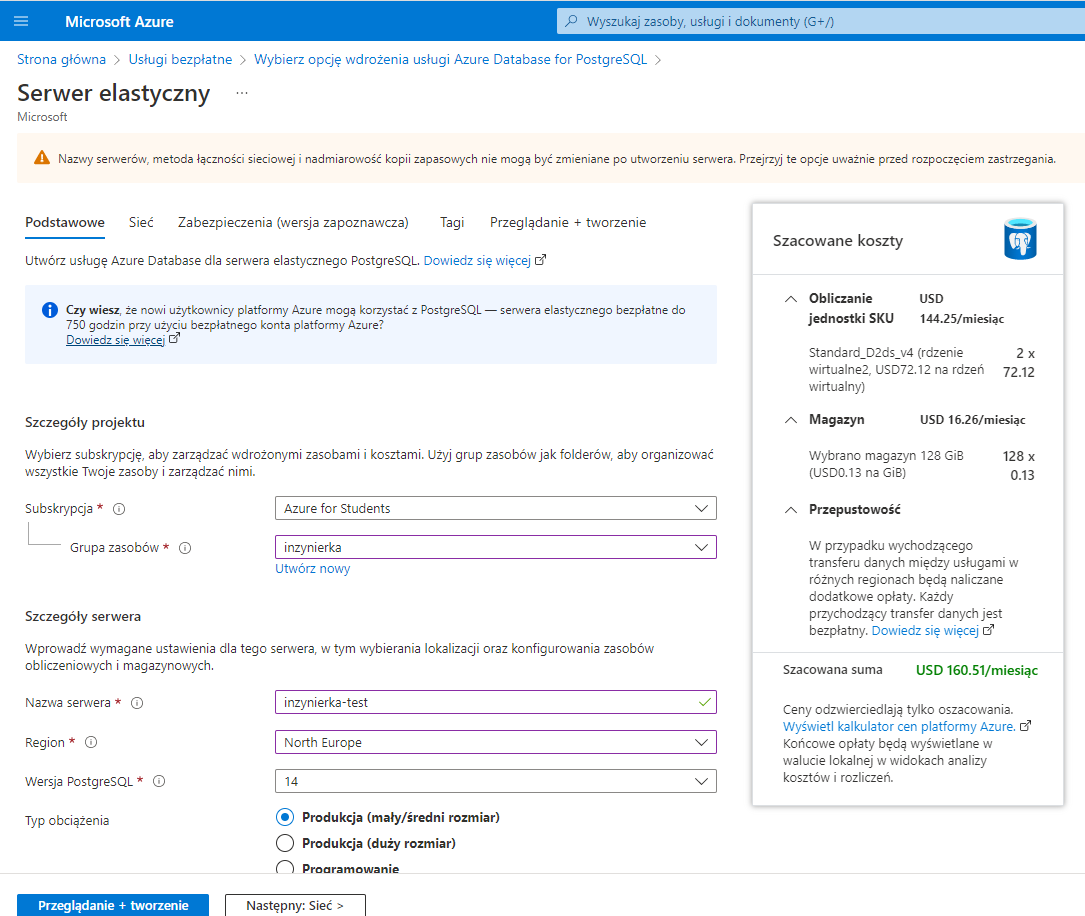 Microsoft Azure
Wyszukaj zasoby, usługi i dokumenty (G+/)
Strona główna > Usługi bezpłatne > Wybierz opcję wdrożenia usługi Azure Database for PostgreSQL >
Serwer elastyczny ...
Microsoft
Nazwy serwerów, metoda łączności sieciowej i nadmiarowość kopii zapasowych nie mogą być zmieniane po utworzeniu serwera. Przejrzyj te opcje uważnie przed rozpoczęciem zastrzegania.
Podstawowe Sieć Zabezpieczenia (wersja zapoznawcza) Tagi Przeglądanie + tworzenie
Utwórz usługę Azure Database dla serwera elastycznego PostgreSQL. Dowiedz się więcej
Czy wiesz, że nowi użytkownicy platformy Azure mogą korzystać z PostgreSQL — serwera elastycznego bezpłatne do
750 godzin przy użyciu bezpłatnego konta platformy Azure?
Dowiedz się więcej
Szczegóły projektu
Wybierz subskrypcję, aby zarządzać wdrożonymi zasobami i kosztami. Użyj grup zasobów jak folderów, aby organizować
wszystkie Twoje zasoby i zarządzać nimi.
Subskrypcja *
Azure for Students
Grupa zasobów *
inzynierka
Utwórz nowy
Szczegóły serwera
Wprowadź wymagane ustawienia dla tego serwera, w tym wybierania lokalizacji oraz konfigurowania zasobów
obliczeniowych i magazynowych.
Nazwa serwera *
inzynierka-test
Region *
North Europe
Wersja PostgreSQL *
14
Typ obciążenia
Produkcja (mały/średni rozmiar)
Produkcja (duży rozmiar)
Programowanie
Przeglądanie + tworzenie
Następny: Sieć >
Szacowane koszty
Obliczanie USD
jednostki SKU 144.25/miesiąc
Standard_D2ds_v4 (rdzenie 2 x
wirtualne2, USD72.12 na rdzeń 72.12
wirtualny)
Magazyn USD 16.26/miesiąc
Wybrano magazyn 128 GiB 128 x
(USD0.13 na GiB) 0.13
Przepustowość
W przypadku wychodzącego
transferu danych między usługami w
różnych regionach będą naliczane
dodatkowe opłaty. Każdy
przychodzący transfer danych jest
bezpłatny. Dowiedz się więcej
Szacowana suma USD 160.51/miesiąc
Ceny odzwierciedlają tylko oszacowania.
Wyświetl kalkulator cen platformy Azure.
Końcowe opłaty będą wyświetlane w
walucie lokalnej w widokach analizy
kosztów i rozliczeń.